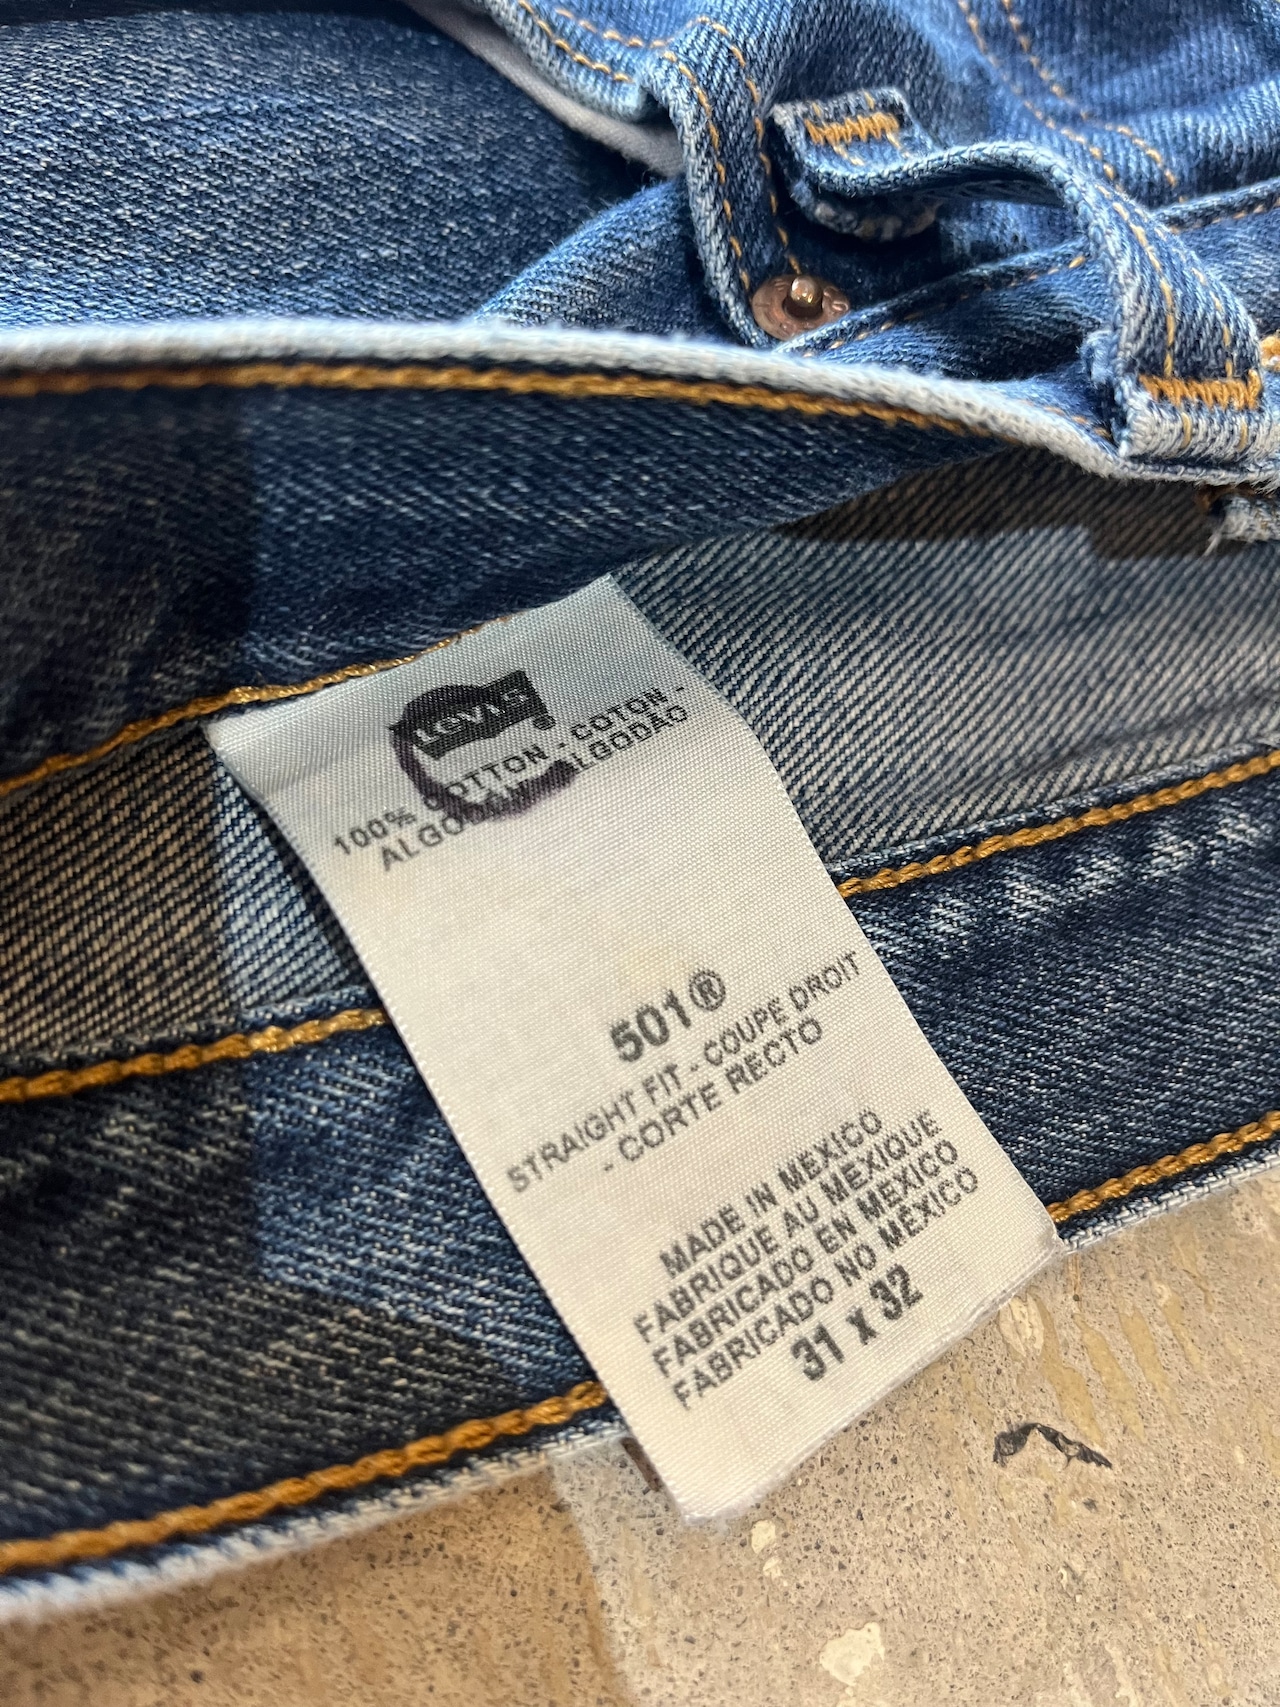 LEVI'S
100% COTTON - COTON -
ALGODÓN - ALGODÃO
501®
STRAIGHT FIT - COUPE DROIT
- CORTE RECTO
MADE IN MEXICO
FABRIQUE AU MEXIQUE
FABRICADO EN MEXICO
FABRICADO NO MÉXICO
31 x 32